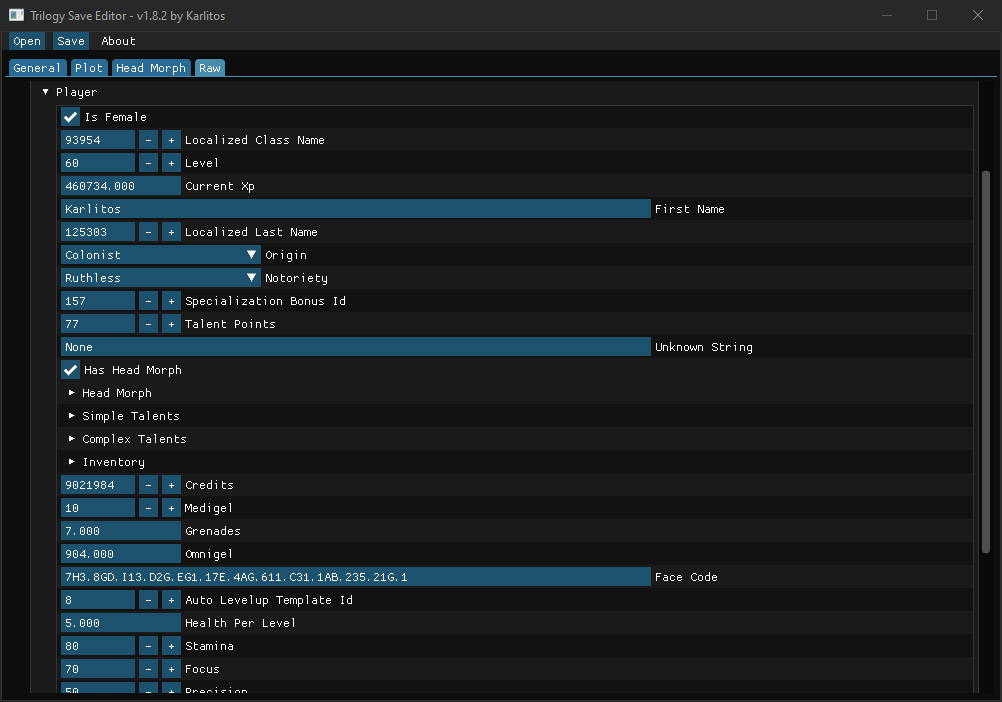 Trilogy Save Editor - v1.8.2 by Karlitos
Open Save About
General Plot Head Morph Raw
Player
Is Female
93954 - + Localized Class Name
60 - + Level
460734.000 Current Xp
Karlitos First Name
125303 - + Localized Last Name
Colonist Origin
Ruthless Notoriety
157 - + Specialization Bonus Id
77 - + Talent Points
None Unknown String
Has Head Morph
Head Morph
Simple Talents
Complex Talents
Inventory
9021984 - + Credits
10 - + Medigel
7.000 Grenades
904.000 Omnigel
7H3.8GD.I13.D2G.EG1.17E.4AG.611.C31.1AB.235.21G.1 Face Code
8 - + Auto Levelup Template Id
5.000 Health Per Level
80 - + Stamina
70 - + Focus
50 - + Precision